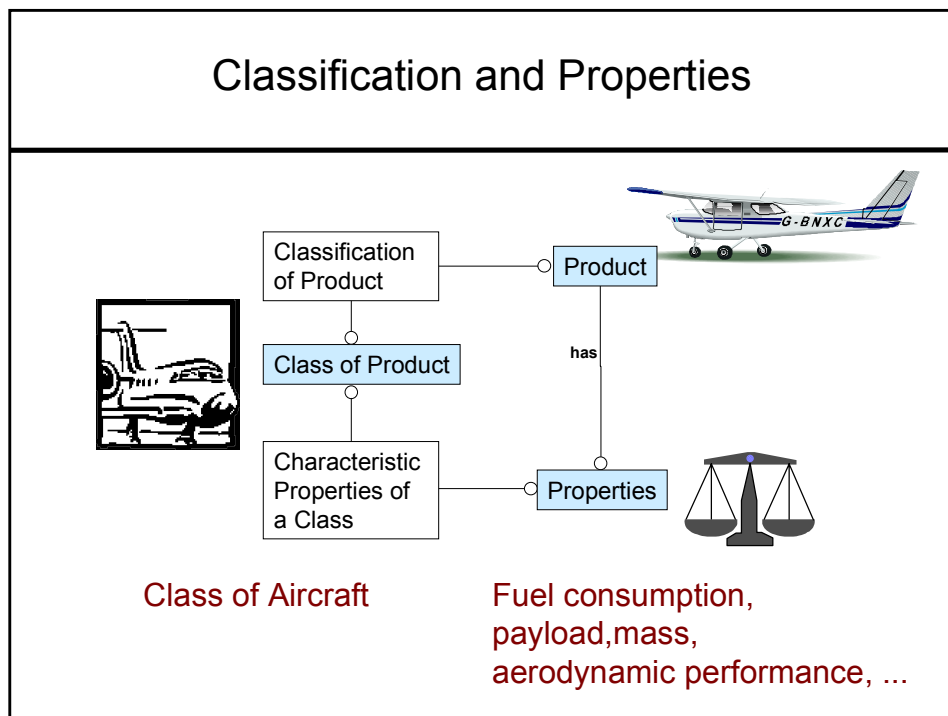 Classification and Properties
G-BNXC
Classification
of Product
Product
Class of Product
has
Characteristic
Properties of
a Class
Properties
Class of Aircraft
Fuel consumption,
payload,mass,
aerodynamic performance, ...